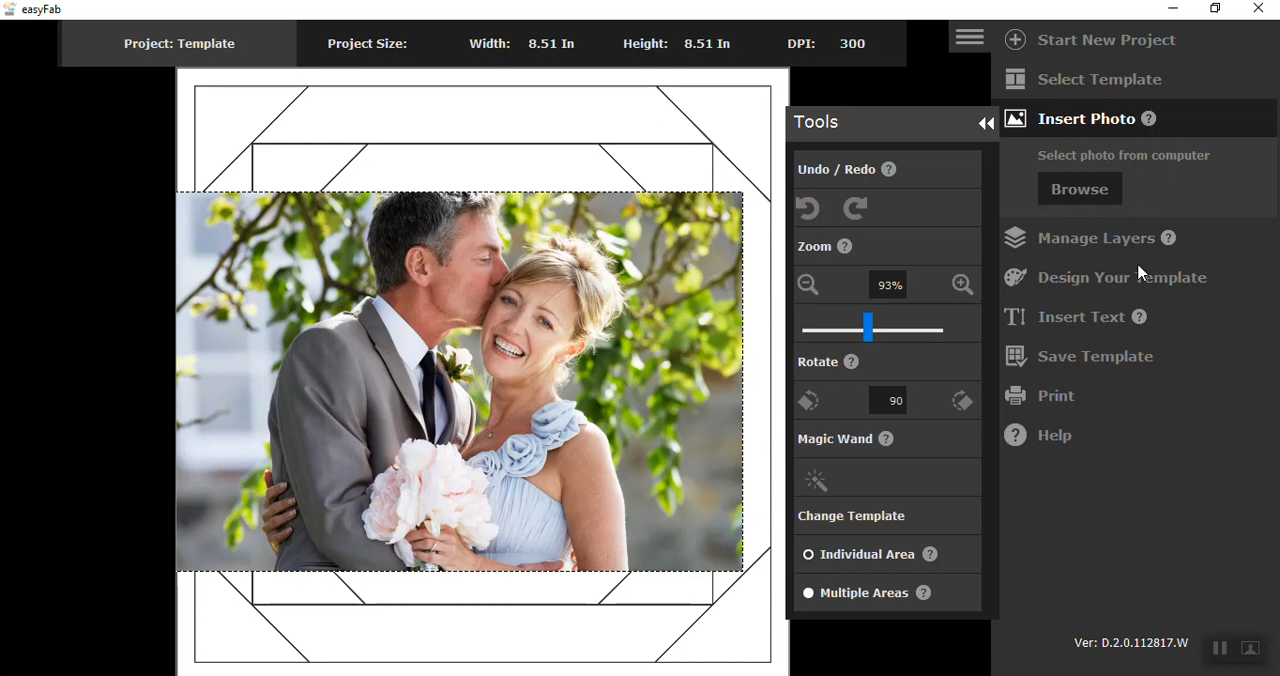 easyFab
Project: Template
Project Size:
Width: 8.51 In
Height: 8.51 In
DPI: 300
Tools
Undo / Redo ?
Zoom ?
93%
Rotate ?
90
Magic Wand ?
Change Template
Individual Area ?
Multiple Areas ?
Start New Project
Select Template
Insert Photo ?
Select photo from computer
Browse
Manage Layers ?
Design Your Template
Insert Text ?
Save Template
Print
? Help
Ver: D.2.0.112817.W